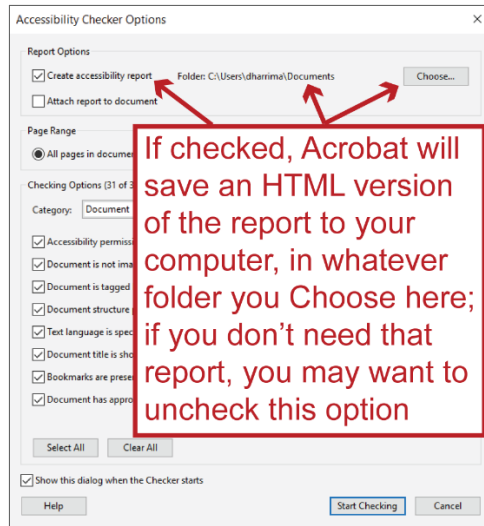 Accessibility Checker Options
Report Options
Create accessibility report Folder: C:\Users\dharrima\Documents Choose...
Attach report to document
Page Range
All pages in docume
Checking Options (31 of 3
Category: Document
Accessibility permiss
Document is not ima
Document is tagged
Document structure
Text language is spec
Document title is sho
Bookmarks are prese
Document has appro
If checked, Acrobat will
save an HTML version
of the report to your
computer, in whatever
folder you Choose here;
if you don’t need that
report, you may want to
uncheck this option
Select All Clear All
Show this dialog when the Checker starts
Help Start Checking Cancel